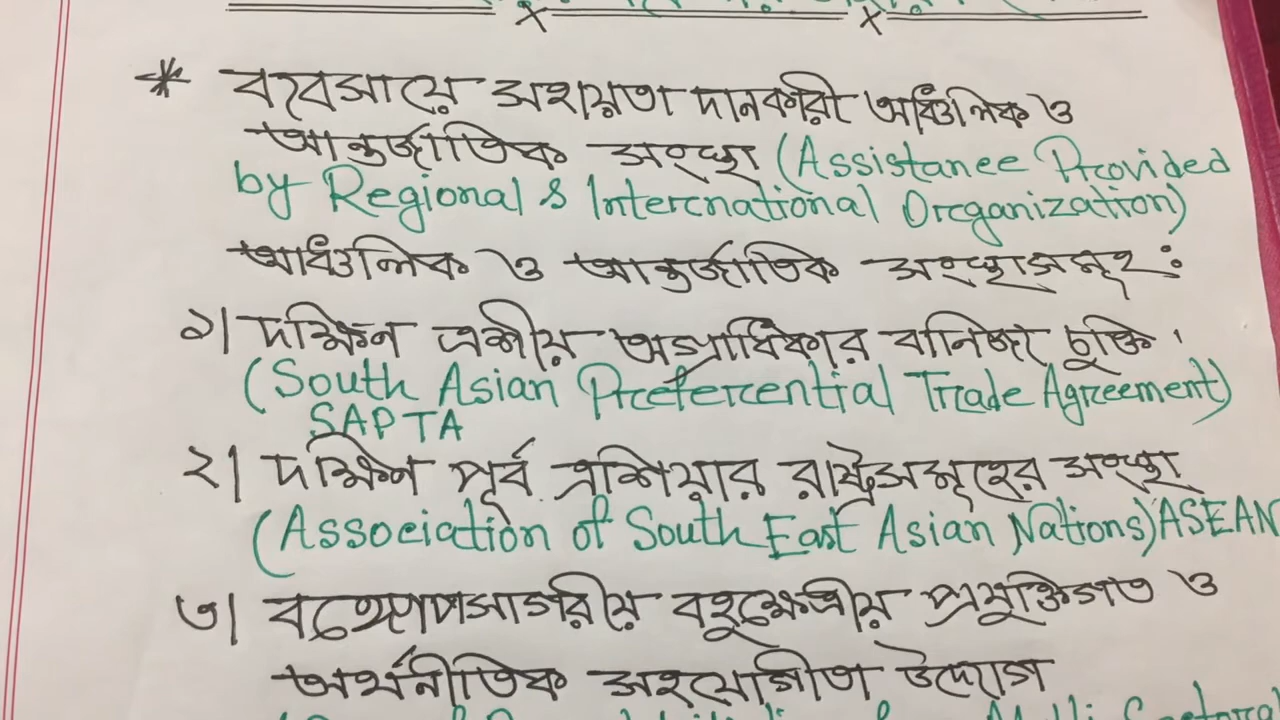 * ব্যবসায়ে সহায়তা দানকারী আঞ্চলিক ও
আন্তর্জাতিক সংস্থা (Assistance Provided
by Regional & International Organization)
আঞ্চলিক ও আন্তর্জাতিক সংস্থাসমূহ :
১। দক্ষিন এশীয় অগ্রাধিকার বানিজ্য চুক্তি ।
(South Asian Preferential Trade Agreement)
SAPTA
২। দক্ষিণ পূর্ব এশিয়ার রাষ্ট্রসমূহের সংস্থা
(Association of South East Asian Nations) ASEAN
৩। বঙ্গোপসাগরীয় বহুক্ষেত্রীয় প্রযুক্তিগত ও
অর্থনীতিক সহযোগীতা উদ্যোগ